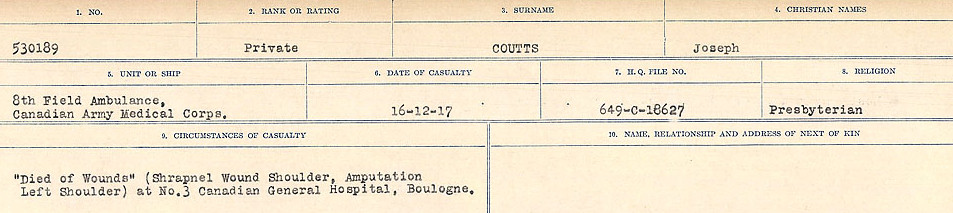 1. NO.
2. RANK OR RATING
3. SURNAME
4. CHRISTIAN NAMES
530189
Private
COUTTS
Joseph
5. UNIT OR SHIP
6. DATE OF CASUALTY
7. H.Q. FILE NO.
8. RELIGION
8th Field Ambulance,
Canadian Army Medical Corps.
16-12-17
649-C-18627
Presbyterian
9. CIRCUMSTANCES OF CASUALTY
10. NAME, RELATIONSHIP AND ADDRESS OF NEXT OF KIN
"Died of Wounds" (Shrapnel Wound Shoulder, Amputation
Left Shoulder) at No.3 Canadian General Hospital, Boulogne.